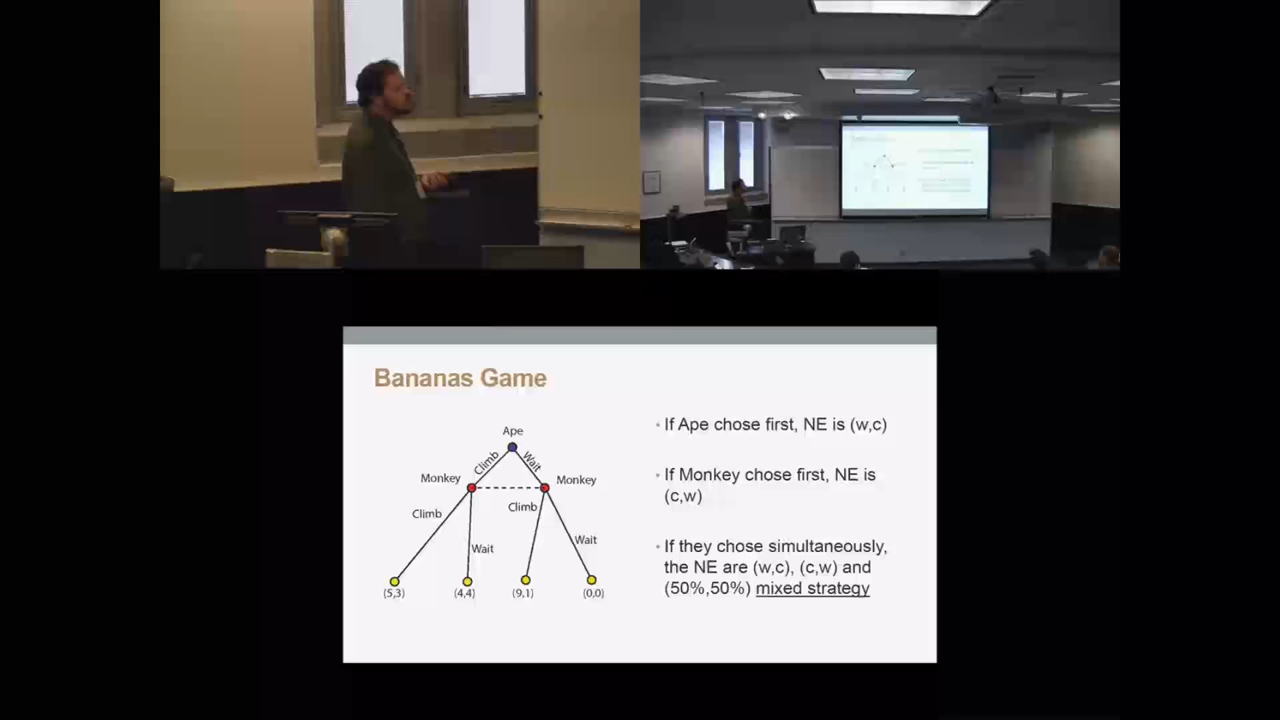 Bananas Game
Ape
Climb
Wait
Monkey
Monkey
Climb
Wait
Climb
Wait
(5,3)
(4,4)
(9,1)
(0,0)
• If Ape chose first, NE is (w,c)
• If Monkey chose first, NE is
(c,w)
• If they chose simultaneously,
the NE are (w,c), (c,w) and
(50%,50%) mixed strategy